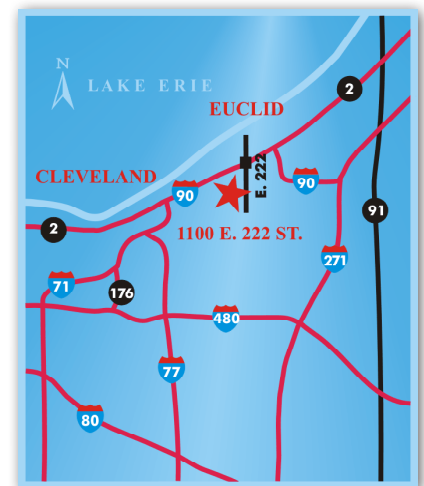 N
LAKE ERIE
2
EUCLID
CLEVELAND
90
E. 222
90
91
2
1100 E. 222 ST.
271
71
176
480
77
80